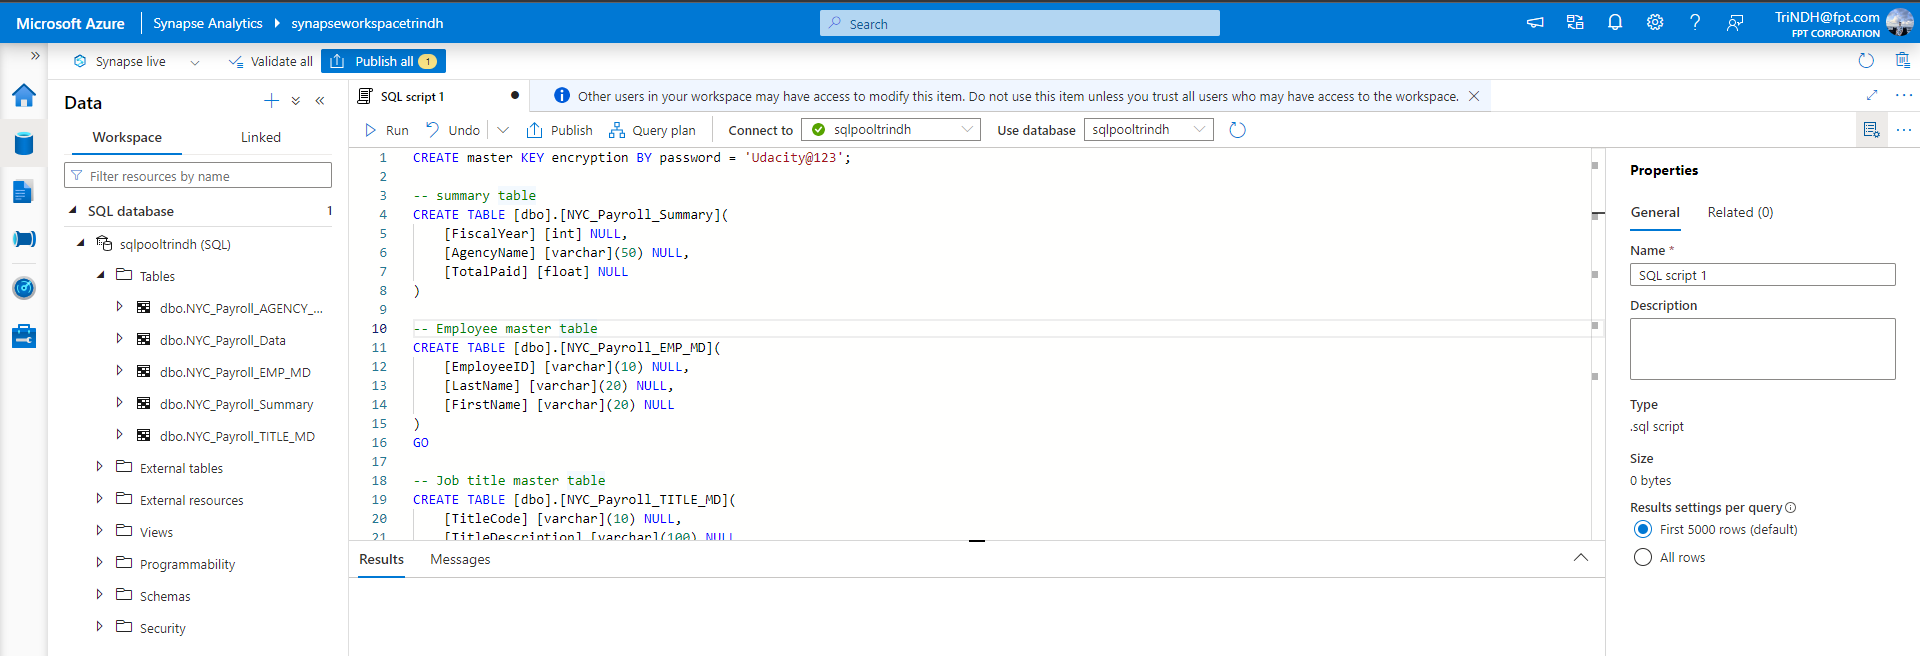 Microsoft Azure
Synapse Analytics
synapseworkspacetrindh
Search
TriNDH@fpt.com
FPT CORPORATION
Synapse live
Validate all
Publish all 1
Data
Workspace
Linked
Filter resources by name
SQL database 1
sqlpooltrindh (SQL)
Tables
dbo.NYC_Payroll_AGENCY_...
dbo.NYC_Payroll_Data
dbo.NYC_Payroll_EMP_MD
dbo.NYC_Payroll_Summary
dbo.NYC_Payroll_TITLE_MD
External tables
External resources
Views
Programmability
Schemas
Security
SQL script 1
Other users in your workspace may have access to modify this item. Do not use this item unless you trust all users who may have access to the workspace.
Run
Undo
Publish
Query plan
Connect to
sqlpooltrindh
Use database
sqlpooltrindh
1 CREATE master KEY encryption BY password = 'Udacity@123';
2
3 -- summary table
4 CREATE TABLE [dbo].[NYC_Payroll_Summary](
5 [FiscalYear] [int] NULL,
6 [AgencyName] [varchar](50) NULL,
7 [TotalPaid] [float] NULL
8 )
9
10 -- Employee master table
11 CREATE TABLE [dbo].[NYC_Payroll_EMP_MD](
12 [EmployeeID] [varchar](10) NULL,
13 [LastName] [varchar](20) NULL,
14 [FirstName] [varchar](20) NULL
15 )
16 GO
17
18 -- Job title master table
19 CREATE TABLE [dbo].[NYC_Payroll_TITLE_MD](
20 [TitleCode] [varchar](10) NULL,
21 [TitleDescription] [varchar](100) NULL
Results
Messages
Properties
General
Related (0)
Name *
SQL script 1
Description
Type
.sql script
Size
0 bytes
Results settings per query
First 5000 rows (default)
All rows